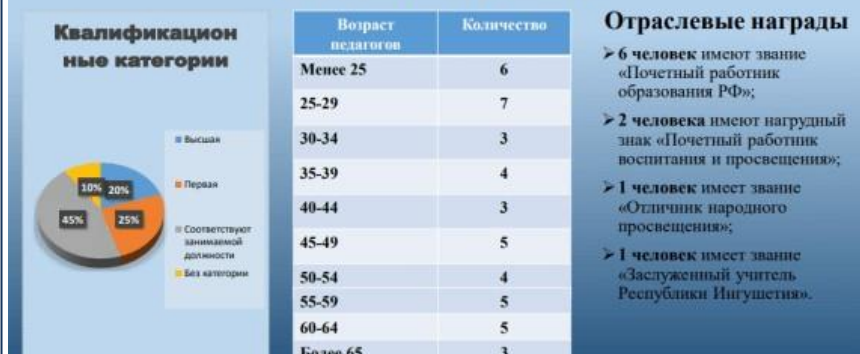 Квалификацион
ные категории
Высшая
Первая
Соответствуют
занимаемой
должности
Без категории
10%
20%
45%
25%
Возраст педагогов Количество
Менее 25 6
25-29 7
30-34 3
35-39 4
40-44 3
45-49 5
50-54 4
55-59 5
60-64 5
Более 65 3
Отраслевые награды
➢ 6 человек имеют звание
«Почетный работник
образования РФ»;
➢ 2 человека имеют нагрудный
знак «Почетный работник
воспитания и просвещения»;
➢ 1 человек имеет звание
«Отличник народного
просвещения»;
➢ 1 человек имеет звание
«Заслуженный учитель
Республики Ингушетия».